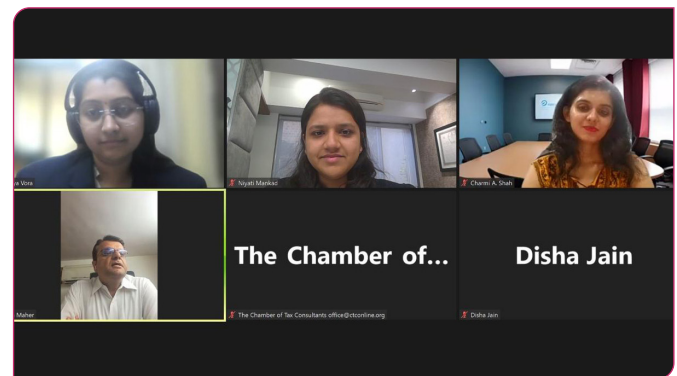 a Vora
Niyati Mankad
Charmi A. Shah
The Chamber of...
Disha Jain
Maher
The Chamber of Tax Consultants office@ctconline.org
Disha Jain